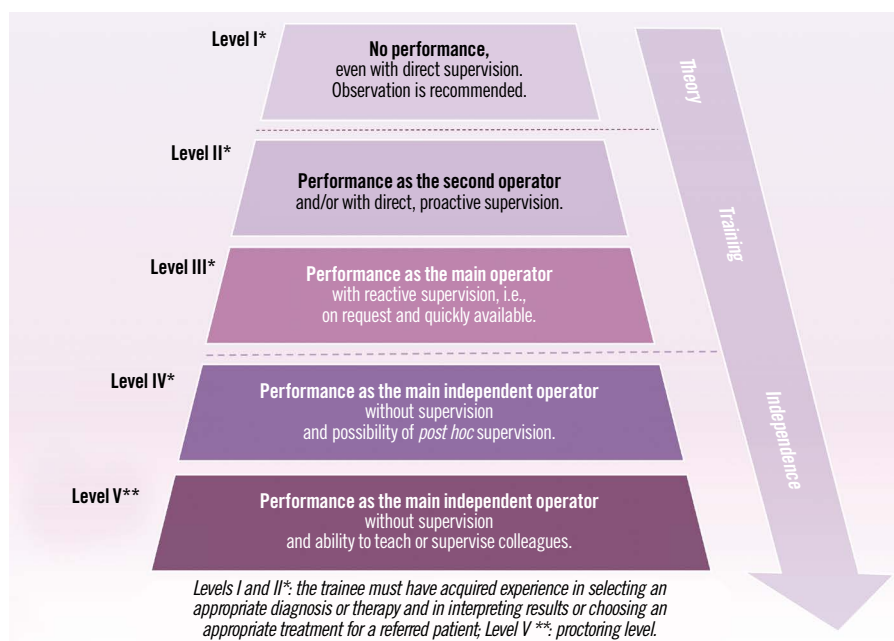 Level I*
No performance,
even with direct supervision.
Observation is recommended.
Theory
Level II*
Performance as the second operator
and/or with direct, proactive supervision.
Training
Level III*
Performance as the main operator
with reactive supervision, i.e.,
on request and quickly available.
Level IV*
Performance as the main independent operator
without supervision
and possibility of post hoc supervision.
Independence
Level V**
Performance as the main independent operator
without supervision
and ability to teach or supervise colleagues.
Levels I and II*: the trainee must have acquired experience in selecting an
appropriate diagnosis or therapy and in interpreting results or choosing an
appropriate treatment for a referred patient; Level V **: proctoring level.